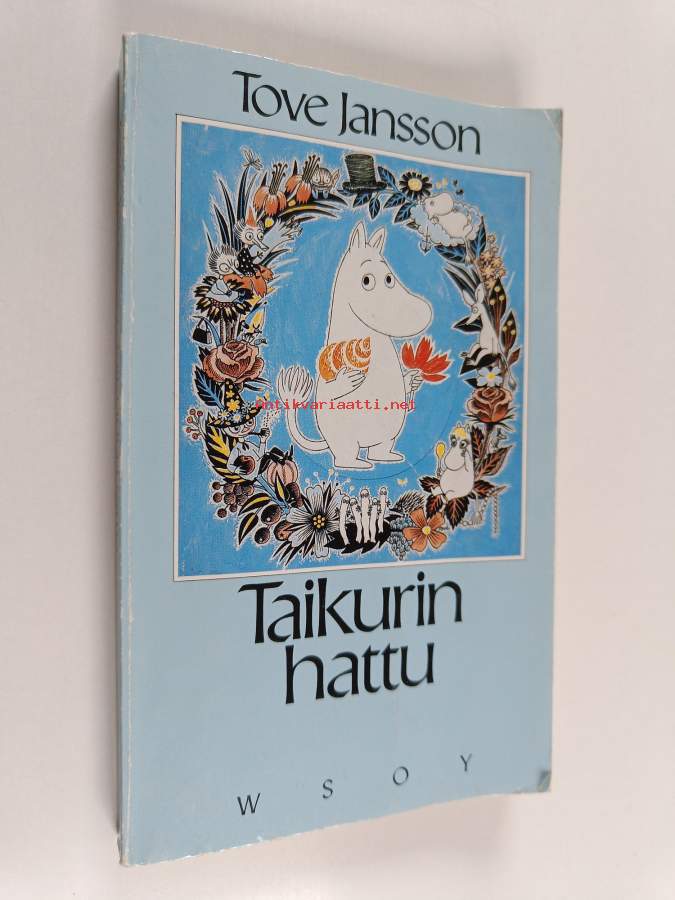 Tove Jansson
antikvariaatti.net
Taikurin
hattu
W S O Y